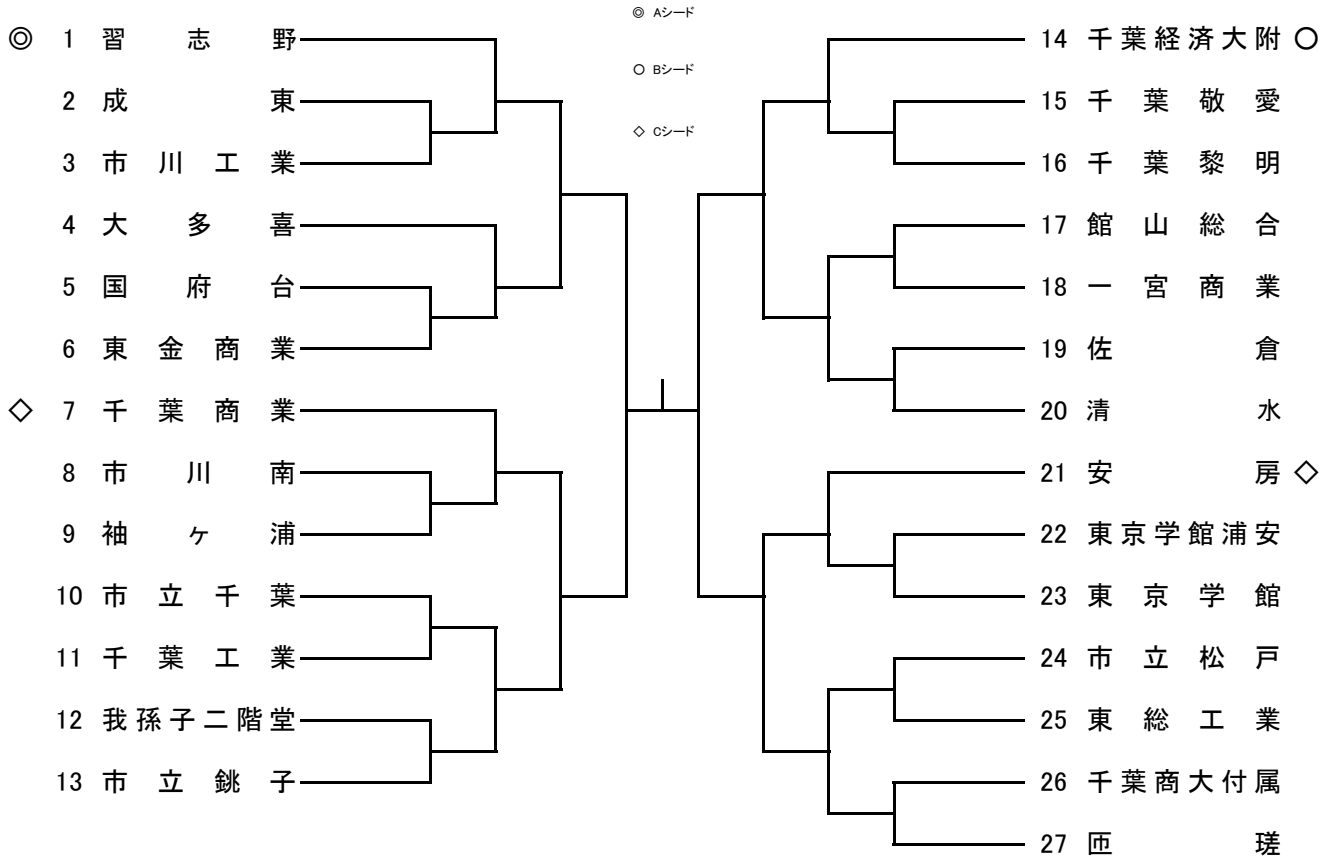 ◎ Aシード
○ Bシード
◇ Cシード
◎ 1 習志野
2 成東
3 市川工業
4 大多喜
5 国府台
6 東金商業
◇ 7 千葉商業
8 市川南
9 袖ヶ浦
10 市立千葉
11 千葉工業
12 我孫子二階堂
13 市立銚子
14 千葉経済大附 ○
15 千葉敬愛
16 千葉黎明
17 館山総合
18 一宮商業
19 佐倉
20 清水
21 安房 ◇
22 東京学館浦安
23 東京学館
24 市立松戸
25 東総工業
26 千葉商大付属
27 匝瑳